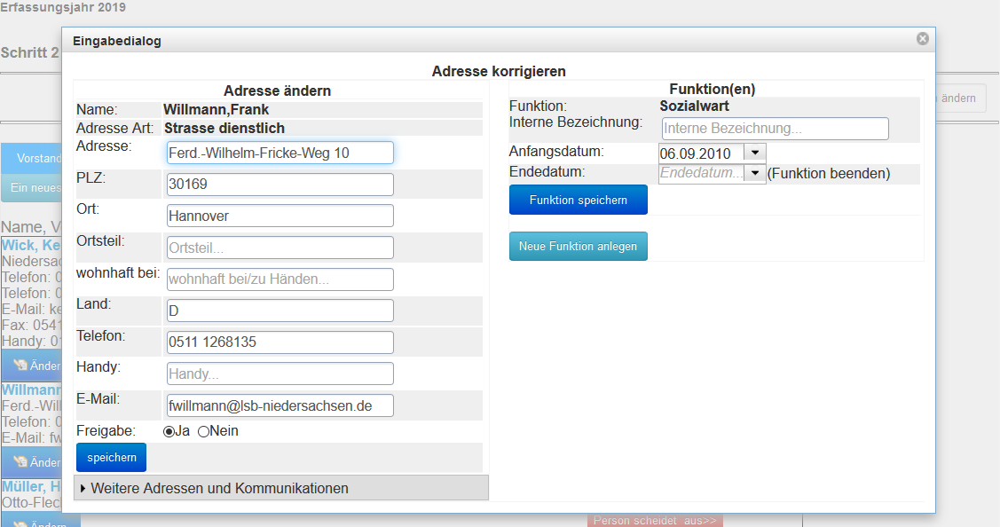 Erfassungsjahr 2019
Schritt 2
Eingabedialog
Adresse korrigieren
Adresse ändern
Name: Willmann,Frank
Adresse Art: Strasse dienstlich
Adresse: Ferd.-Wilhelm-Fricke-Weg 10
PLZ: 30169
Ort: Hannover
Ortsteil: Ortsteil...
wohnhaft bei: wohnhaft bei/zu Händen...
Land: D
Telefon: 0511 1268135
Handy: Handy...
E-Mail: fwillmann@lsb-niedersachsen.de
Freigabe: Ja Nein
speichern
Weitere Adressen und Kommunikationen
Funktion(en)
Funktion: Sozialwart
Interne Bezeichnung: Interne Bezeichnung...
Anfangsdatum: 06.09.2010
Endedatum: Endedatum... (Funktion beenden)
Funktion speichern
Neue Funktion anlegen
ändern
Vorstand
Ein neues
Name, V
Wick, Ke
Niedersac
Telefon: 0
Telefon: 0
E-Mail: ke
Fax: 0541
Handy: 01
Änder
Willmann
Ferd.-Wil
Telefon: 0
E-Mail: fw
Änder
Müller, H
Otto-Flec
Ändern
Person scheidet aus>>